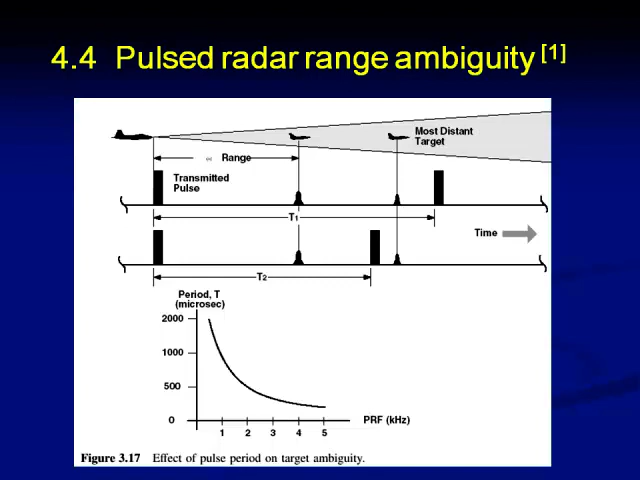 4.4 Pulsed radar range ambiguity [1]
Most Distant
Target
∝ Range
Transmitted
Pulse
T1
Time
T2
Period, T
(microsec)
2000
1000
500
0
PRF (kHz)
1 2 3 4 5
Figure 3.17 Effect of pulse period on target ambiguity.